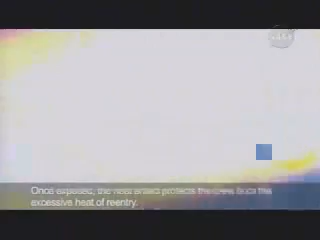 Once exposed, the heat shield protects the crew from the
excessive heat of reentry.